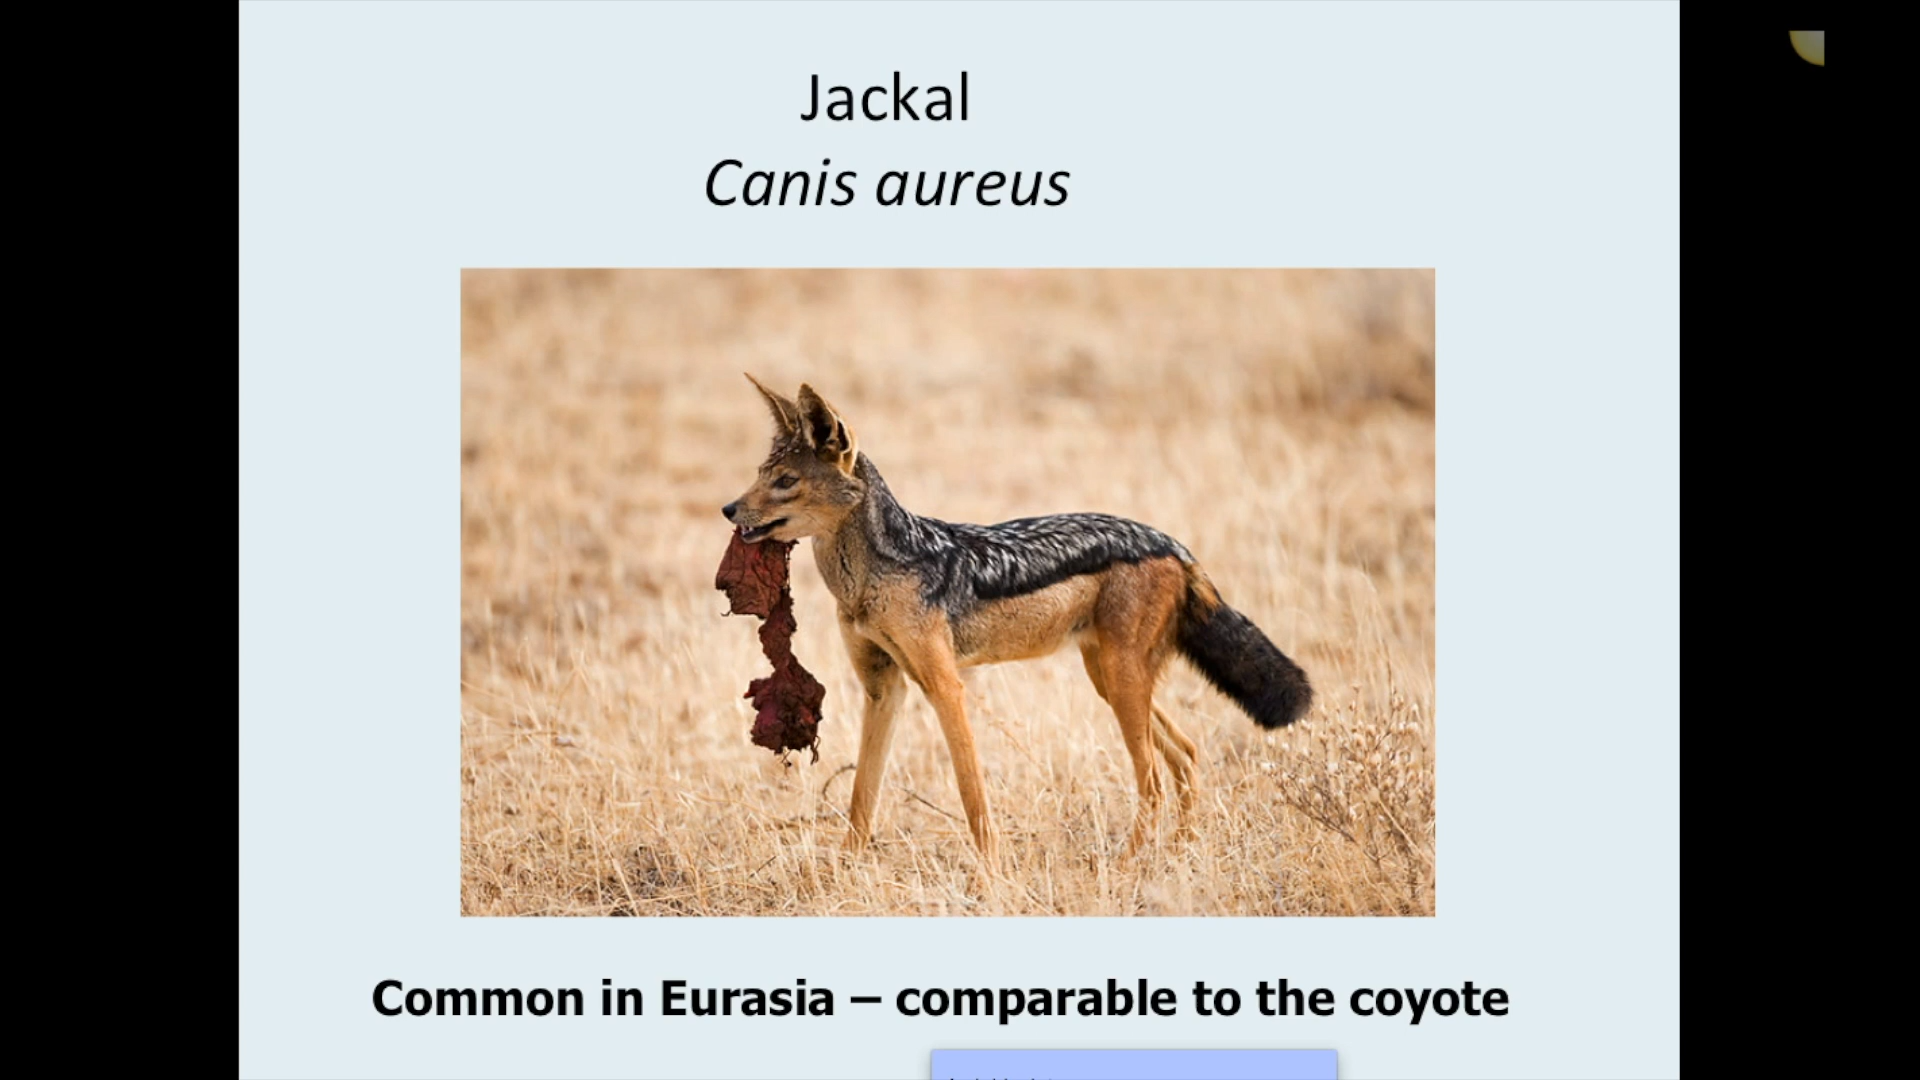 Jackal
Canis aureus
Common in Eurasia – comparable to the coyote